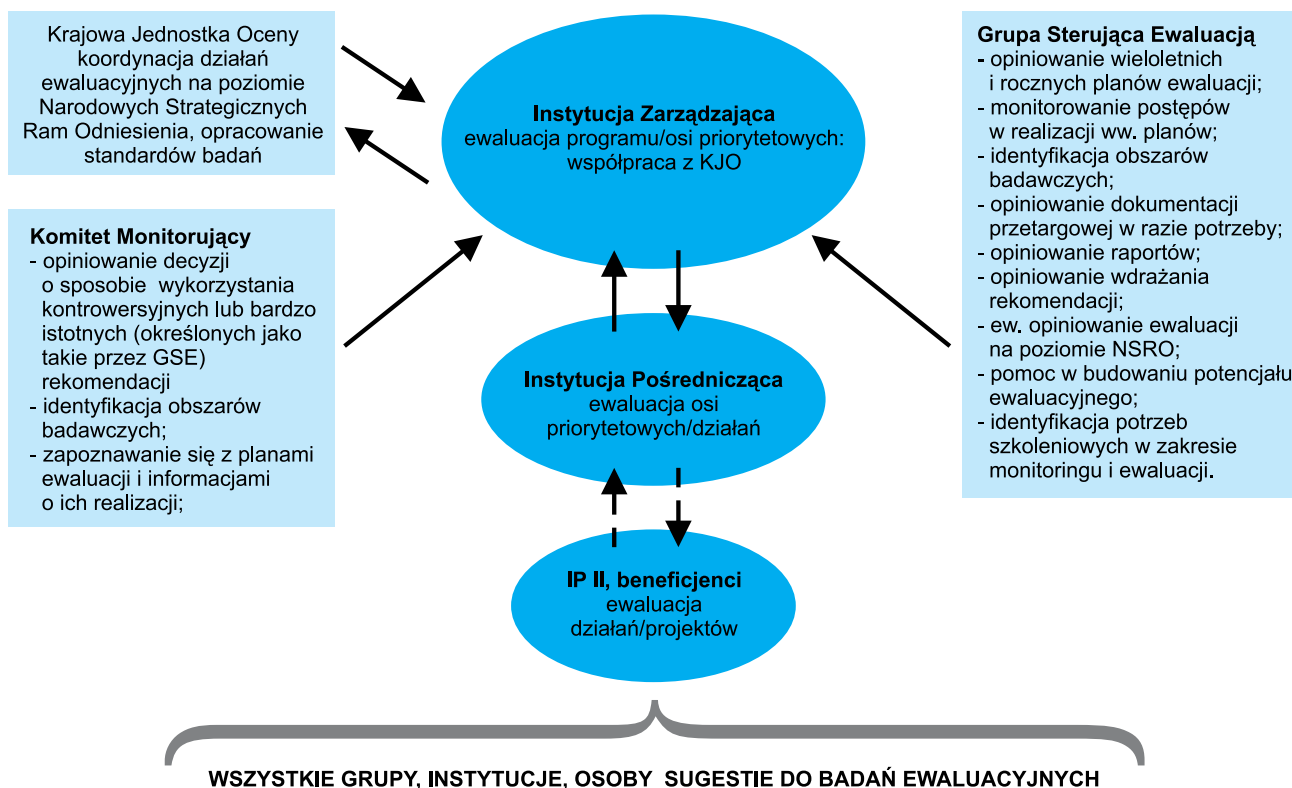 Krajowa Jednostka Oceny
koordynacja działań
ewaluacyjnych na poziomie
Narodowych Strategicznych
Ram Odniesienia, opracowanie
standardów badań
Komitet Monitorujący
- opiniowanie decyzji
o sposobie wykorzystania
kontrowersyjnych lub bardzo
istotnych (określonych jako
takie przez GSE)
rekomendacji
- identyfikacja obszarów
badawczych;
- zapoznawanie się z planami
ewaluacji i informacjami
o ich realizacji;
Instytucja Zarządzająca
ewaluacja programu/osi priorytetowych:
współpraca z KJO
Instytucja Pośrednicząca
ewaluacja osi
priorytetowych/działań
IP II, beneficjenci
ewaluacja
działań/projektów
Grupa Sterująca Ewaluacją
- opiniowanie wieloletnich
i rocznych planów ewaluacji;
- monitorowanie postępów
w realizacji ww. planów;
- identyfikacja obszarów
badawczych;
- opiniowanie dokumentacji
przetargowej w razie potrzeby;
- opiniowanie raportów;
- opiniowanie wdrażania
rekomendacji;
- ew. opiniowanie ewaluacji
na poziomie NSRO;
- pomoc w budowaniu potencjału
ewaluacyjnego;
- identyfikacja potrzeb
szkoleniowych w zakresie
monitoringu i ewaluacji.
WSZYSTKIE GRUPY, INSTYTUCJE, OSOBY SUGESTIE DO BADAŃ EWALUACYJNYCH